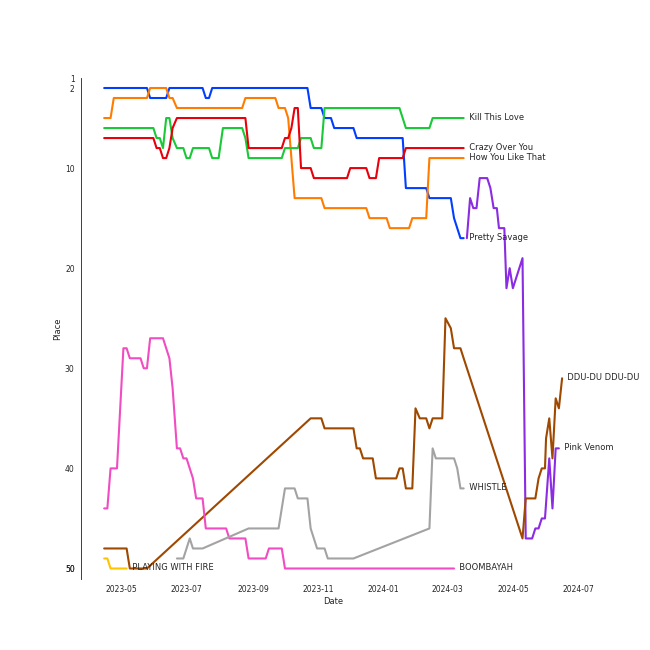 1
2
Kill This Love
Crazy Over You
How You Like That
10
Pretty Savage
20
Place
30
DDU-DU DDU-DU
40
Pink Venom
WHISTLE
50
PLAYING WITH FIRE
BOOMBAYAH
2023-05 2023-07 2023-09 2023-11 2024-01 2024-03 2024-05 2024-07
Date